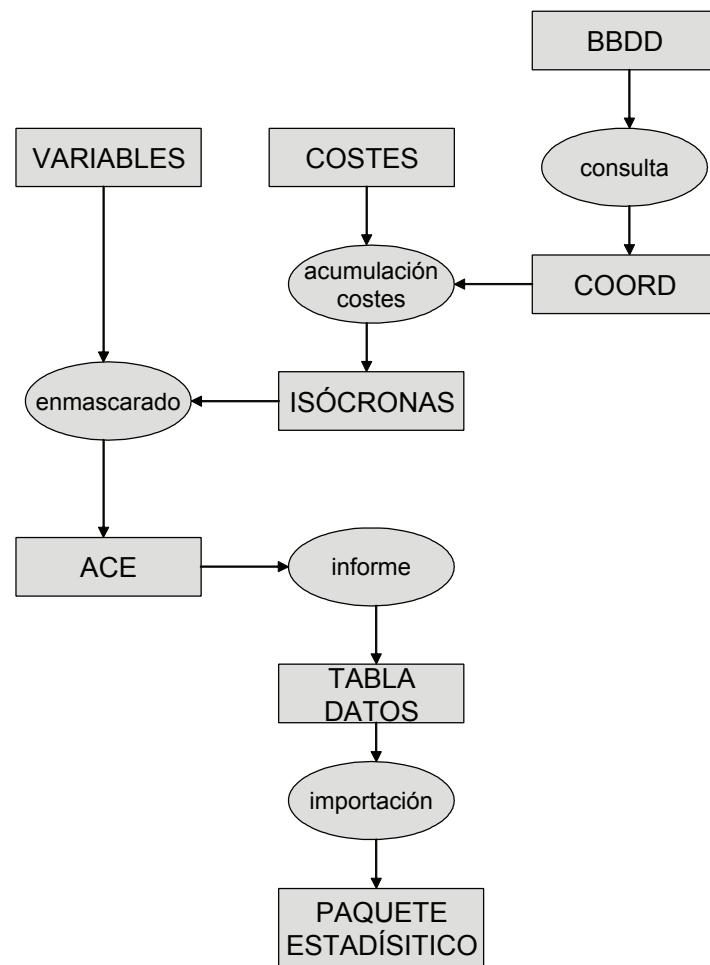 BBDD
VARIABLES
COSTES
consulta
acumulación
costes
COORD
enmascarado
ISÓCRONAS
ACE
informe
TABLA
DATOS
importación
PAQUETE
ESTADÍSITICO